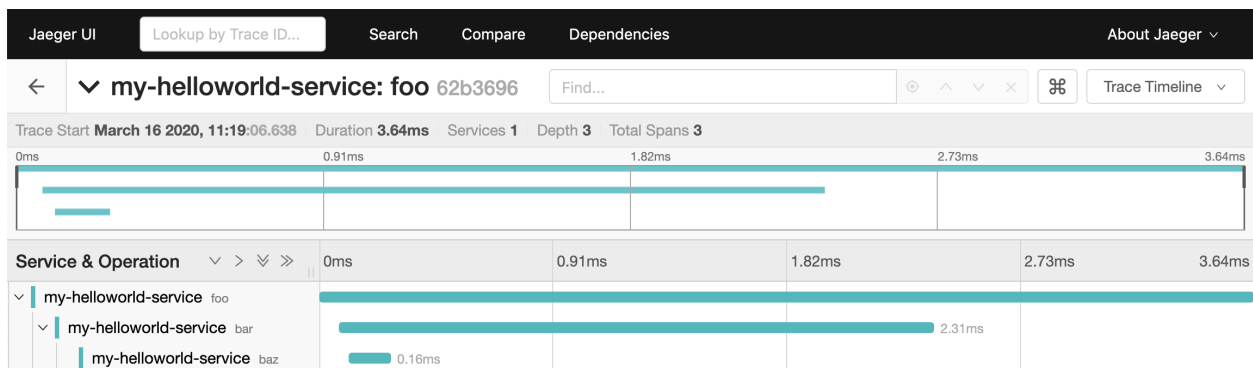 Jaeger UI Lookup by Trace ID... Search Compare Dependencies About Jaeger
my-helloworld-service: foo 62b3696 Find... ⌘ Trace Timeline
Trace Start March 16 2020, 11:19:06.638 Duration 3.64ms Services 1 Depth 3 Total Spans 3
0ms 0.91ms 1.82ms 2.73ms 3.64ms
Service & Operation 0ms 0.91ms 1.82ms 2.73ms 3.64ms
my-helloworld-service foo
my-helloworld-service bar 2.31ms
my-helloworld-service baz 0.16ms